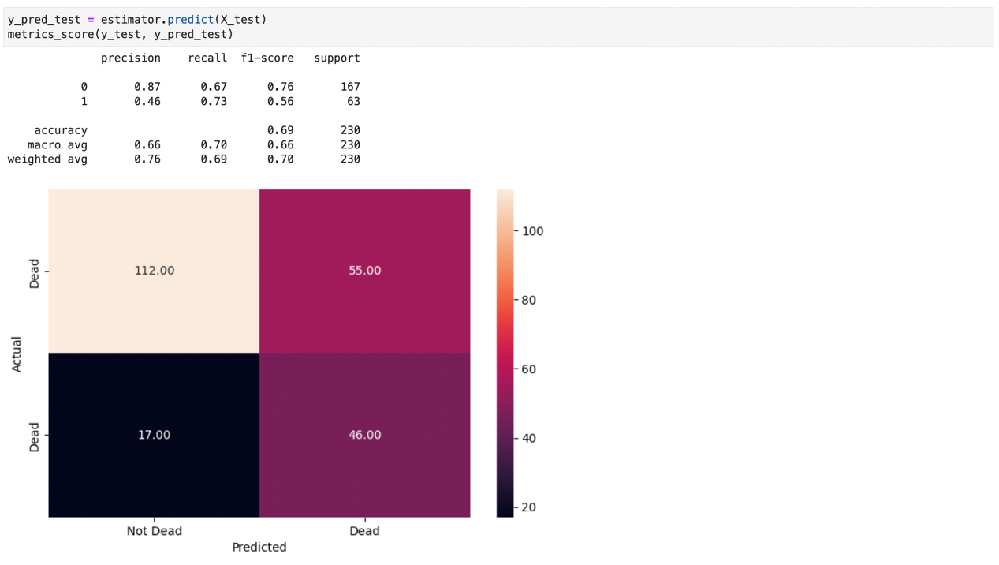 y_pred_test = estimator.predict(X_test)
metrics_score(y_test, y_pred_test)
precision recall f1-score support
0 0.87 0.67 0.76 167
1 0.46 0.73 0.56 63
accuracy 0.69 230
macro avg 0.66 0.70 0.66 230
weighted avg 0.76 0.69 0.70 230
Actual
Dead
Dead
112.00 55.00
17.00 46.00
Not Dead Dead
Predicted
100
80
60
40
20